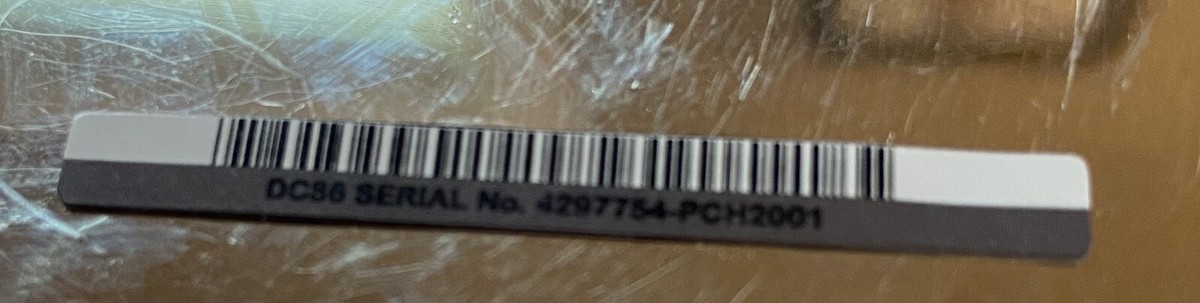 DC86 SERIAL No. 4297754-PCH2001